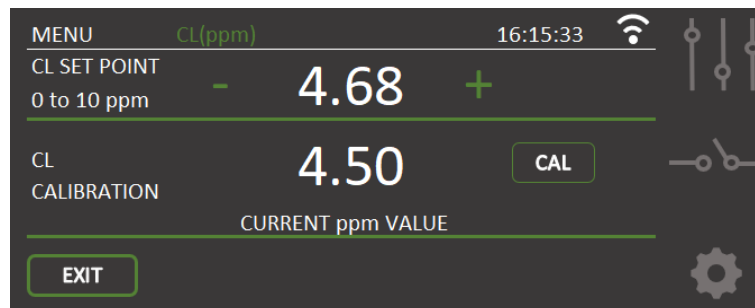 MENU CL(ppm) 16:15:33
CL SET POINT
0 to 10 ppm
- 4.68 +
CL
CALIBRATION
4.50
CAL
CURRENT ppm VALUE
EXIT